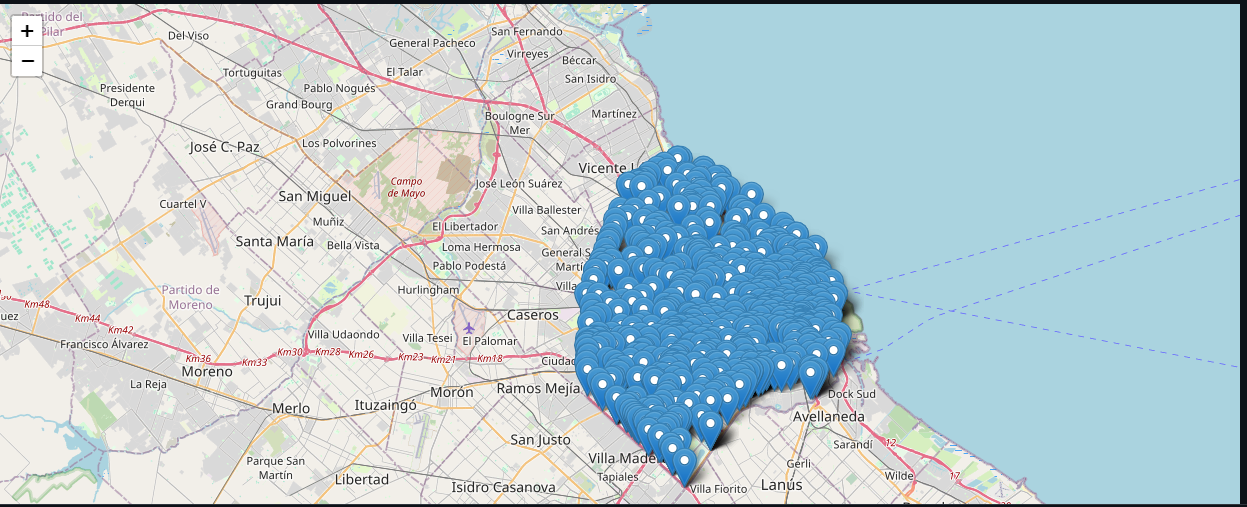 Partido del
Pilar
+
−
Del Viso
General Pacheco
San Fernando
Virreyes
Béccar
San Isidro
Tortuguitas
El Talar
Pablo Nogués
Presidente
Derqui
Grand Bourg
Martínez
Boulogne Sur
Mer
José C. Paz
Los Polvorines
Vicente L
Campo
de Mayo
José León Suárez
San Miguel
Cuartel V
Villa Ballester
Muñiz
El Libertador
San Andrés
Santa María
Bella Vista
Loma Hermosa
General S
Pablo Podestá
Martí
Hurlingham
Villa
Partido de
Moreno
Trujui
Km48
Km44
Km42
Caseros
uez
Francisco Álvarez
Villa Udaondo
Villa Tesei
El Palomar
Km36
Km33
Km30
Km28
Km26
Km23
Km21
Km18
Ciudad
Moreno
La Reja
Morón
Ramos Mejía
Merlo
Ituzaingó
Dock Sud
Avellaneda
San Justo
Sarandí
12
Parque San
Martín
Libertad
Villa Made
Tapiales
Gerli
Wilde
17
Isidro Casanova
Villa Fiorito
Lanús